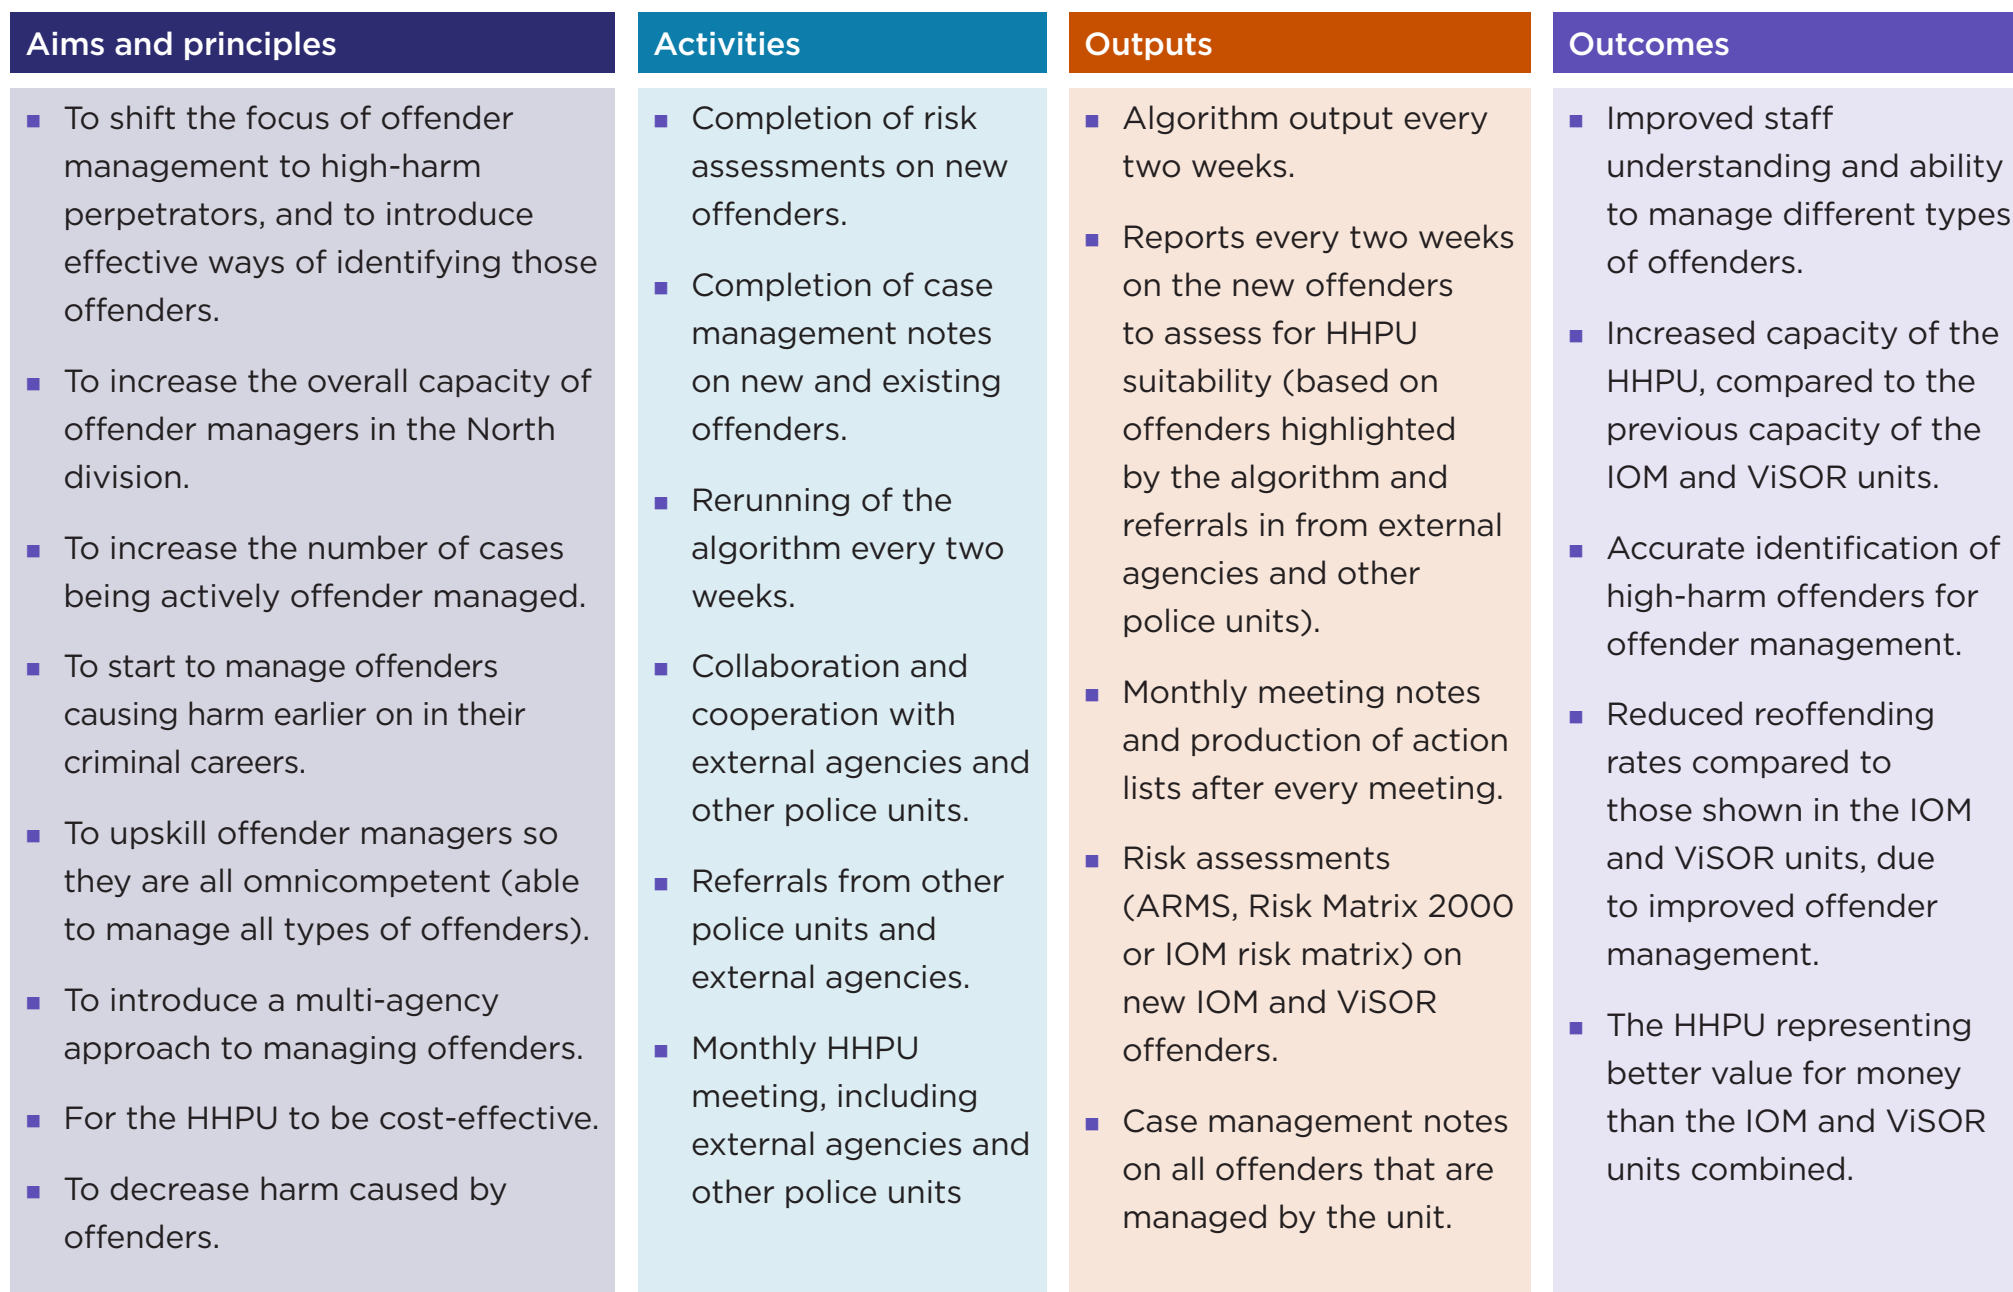 Aims and principles
To shift the focus of offender
management to high-harm
perpetrators, and to introduce
effective ways of identifying those
offenders.
To increase the overall capacity of
offender managers in the North
division.
To increase the number of cases
being actively offender managed.
To start to manage offenders
causing harm earlier on in their
criminal careers.
To upskill offender managers so
they are all omnicompetent (able
to manage all types of offenders).
To introduce a multi-agency
approach to managing offenders.
For the HHPU to be cost-effective.
To decrease harm caused by
offenders.
Activities
Completion of risk
assessments on new
offenders.
Completion of case
management notes
on new and existing
offenders.
Rerunning of the
algorithm every two
weeks.
Collaboration and
cooperation with
external agencies and
other police units.
Referrals from other
police units and
external agencies.
Monthly HHPU
meeting, including
external agencies and
other police units
Outputs
Algorithm output every
two weeks.
Reports every two weeks
on the new offenders
to assess for HHPU
suitability (based on
offenders highlighted
by the algorithm and
referrals in from external
agencies and other
police units).
Monthly meeting notes
and production of action
lists after every meeting.
Risk assessments
(ARMS, Risk Matrix 2000
or IOM risk matrix) on
new IOM and ViSOR
offenders.
Case management notes
on all offenders that are
managed by the unit.
Outcomes
Improved staff
understanding and ability
to manage different types
of offenders.
Increased capacity of the
HHPU, compared to the
previous capacity of the
IOM and ViSOR units.
Accurate identification of
high-harm offenders for
offender management.
Reduced reoffending
rates compared to
those shown in the IOM
and ViSOR units, due
to improved offender
management.
The HHPU representing
better value for money
than the IOM and ViSOR
units combined.